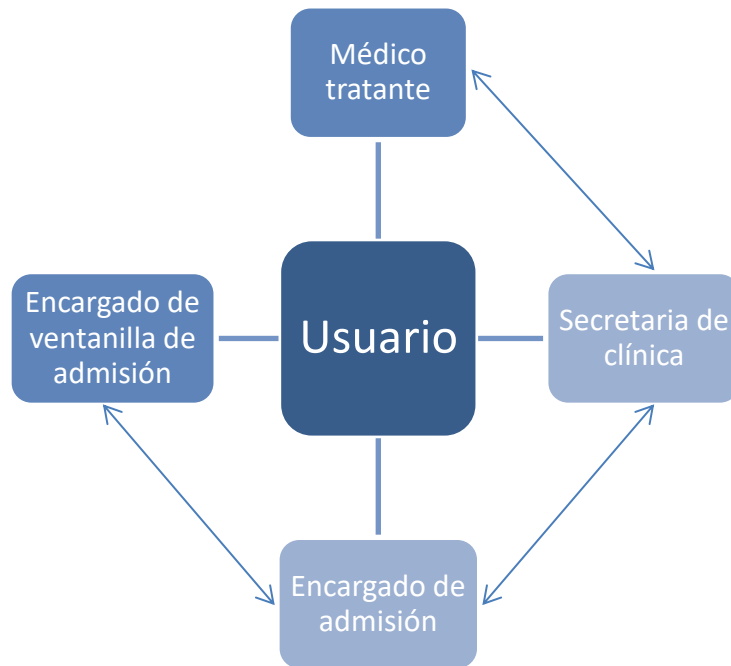 Médico
tratante
Encargado de
ventanilla de
admisión
Usuario
Secretaria de
clínica
Encargado de
admisión